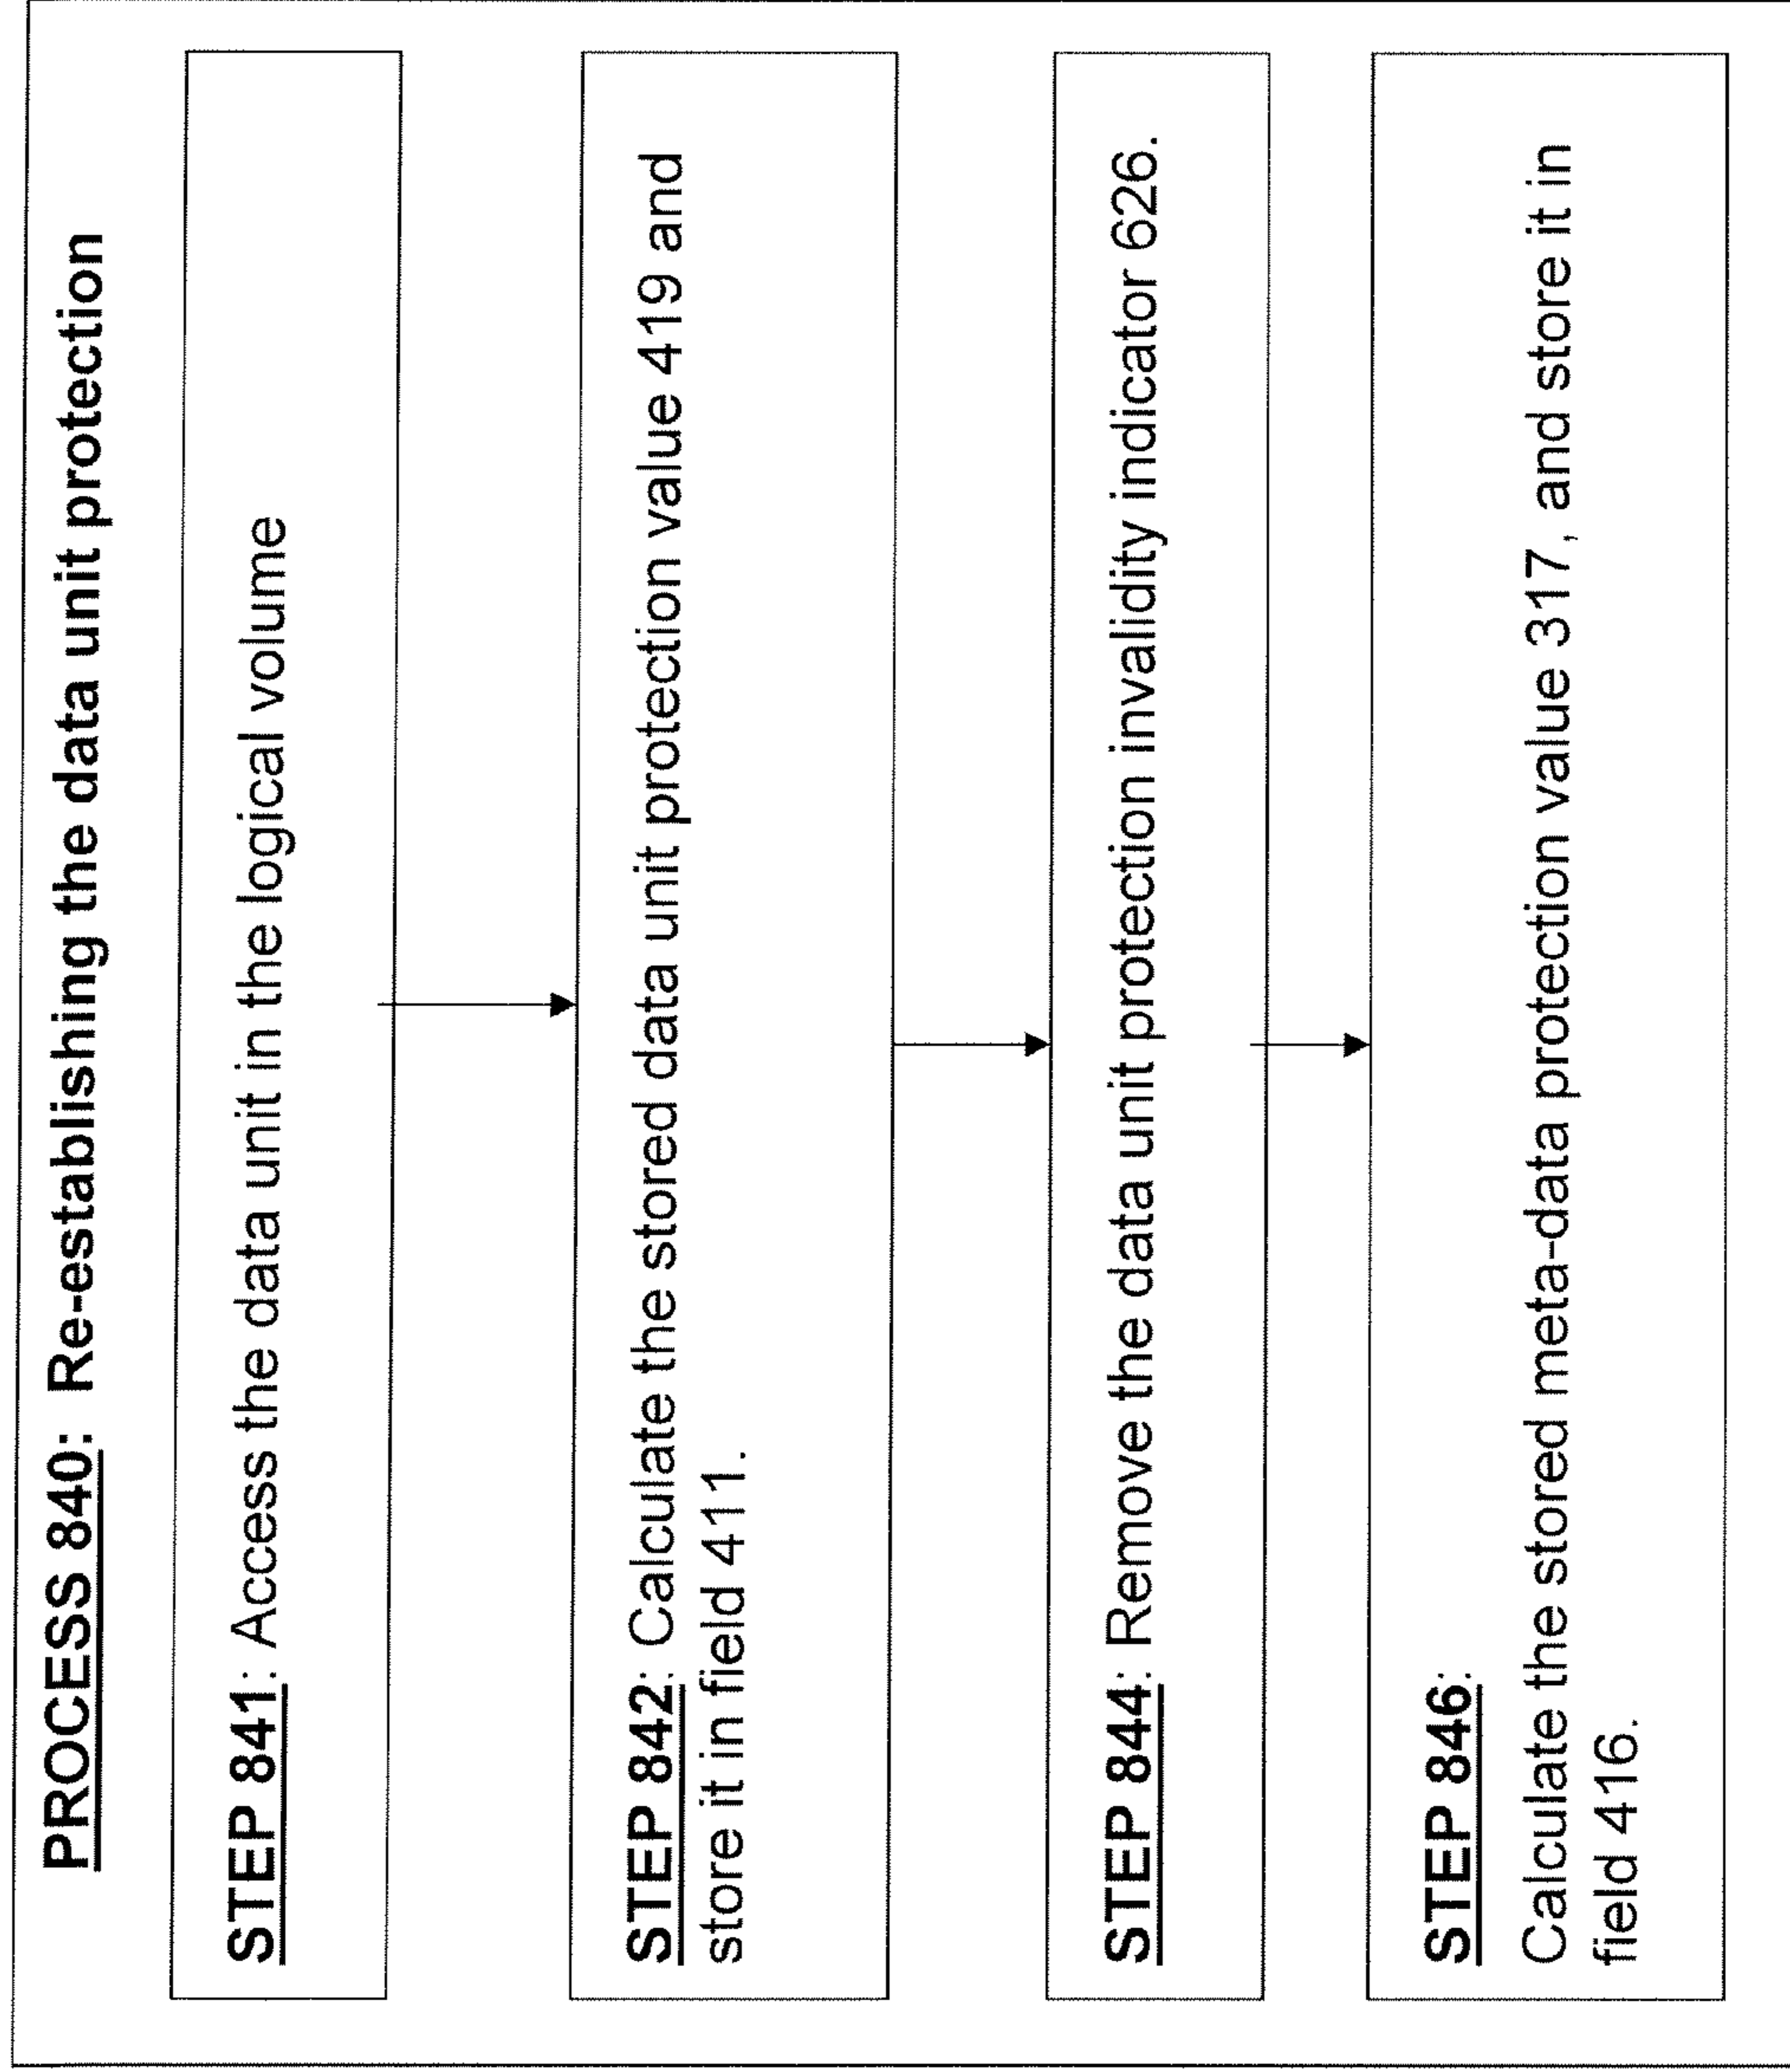 PROCESS 840: Re-establishing the data unit protection
STEP 841: Access the data unit in the logical volume
STEP 842: Calculate the stored data unit protection value 419 and
store it in field 411.
STEP 844: Remove the data unit protection invalidity indicator 626.
STEP 846:
Calculate the stored meta-data protection value 317, and store it in
field 416.